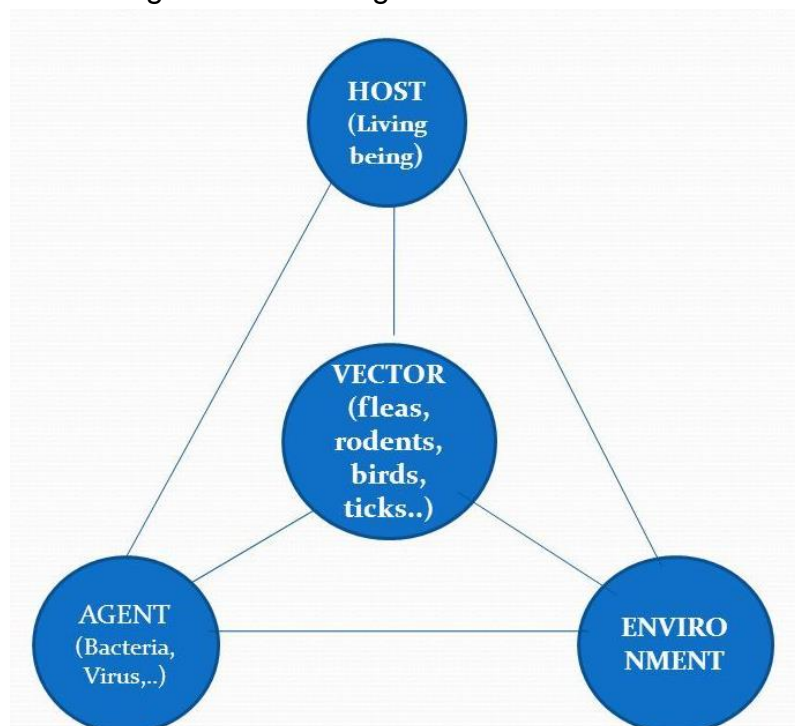 HOST
(Living
being)
VECTOR
(fleas,
rodents,
birds,
ticks..)
AGENT
(Bacteria,
Virus,..)
ENVIRO
NMENT